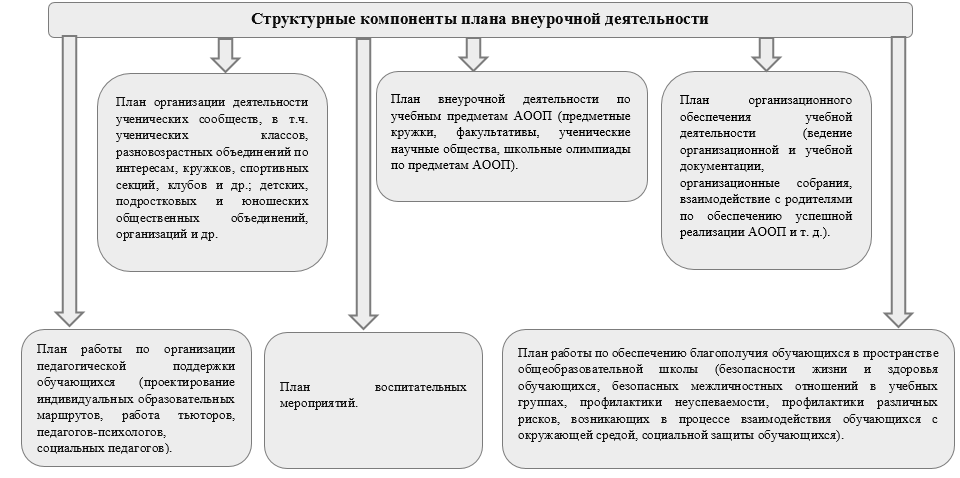 Структурные компоненты плана внеурочной деятельности
План организации деятельности
ученических сообществ, в т.ч.
ученических классов,
разновозрастных объединений по
интересам, кружков, спортивных
секций, клубов и др.; детских,
подростковых и юношеских
общественных объединений,
организаций и др.
План внеурочной деятельности по
учебным предметам АООП (предметные
кружки, факультативы, ученические
научные общества, школьные олимпиады
по предметам АООП).
План организационного
обеспечения учебной
деятельности (ведение
организационной и учебной
документации,
организационные собрания,
взаимодействие с родителями
по обеспечению успешной
реализации АООП и т. д.).
План работы по организации
педагогической поддержки
обучающихся (проектирование
индивидуальных образовательных
маршрутов, работа тьюторов,
педагогов-психологов,
социальных педагогов).
План воспитательных
мероприятий.
План работы по обеспечению благополучия обучающихся в пространстве
общеобразовательной школы (безопасности жизни и здоровья
обучающихся, безопасных межличностных отношений в учебных
группах, профилактики неуспеваемости, профилактики различных
рисков, возникающих в процессе взаимодействия обучающихся с
окружающей средой, социальной защиты обучающихся).